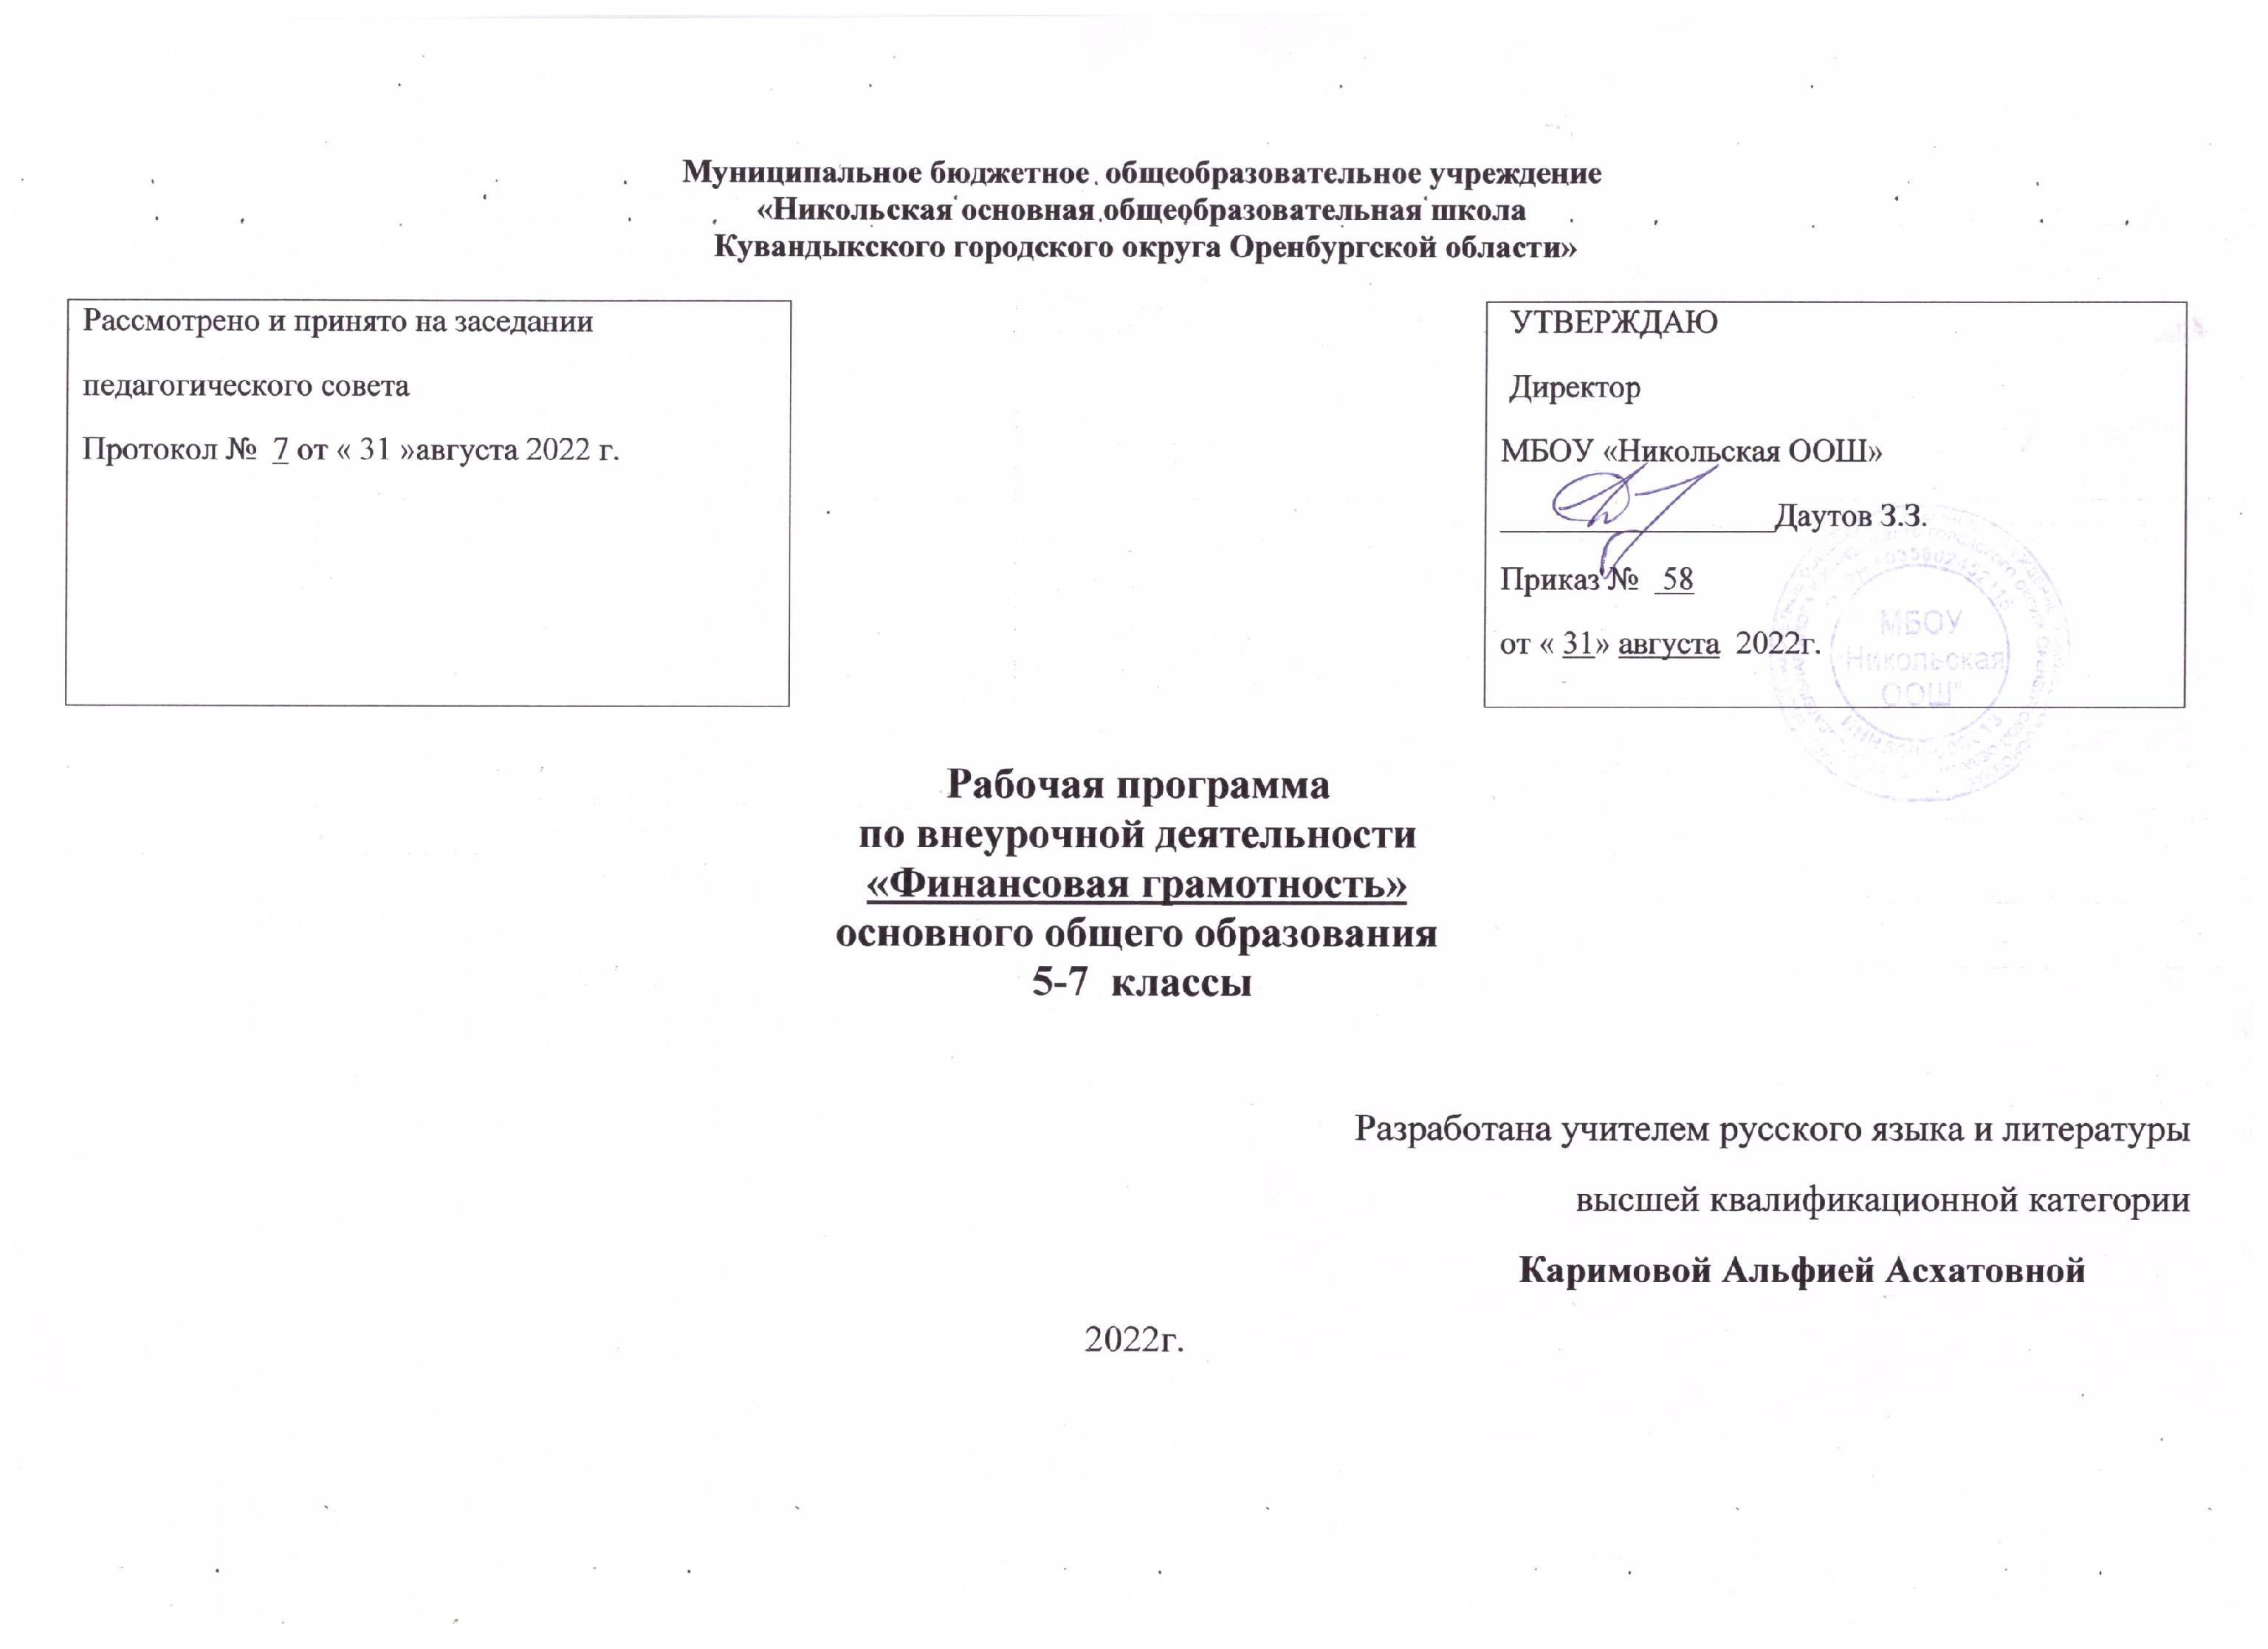 Муниципальное бюджетное общеобразовательное учреждение
«Никольская основная общеобразовательная школа
Кувандыкского городского округа Оренбургской области»
Рассмотрено и принято на заседании
педагогического совета
Протокол № 7 от « 31 »августа 2022 г.
УТВЕРЖДАЮ
Директор
МБОУ «Никольская ООШ»
Даутов З.З.
Приказ № 58
от « 31» августа 2022г.
МБОУ
Никольская
ООШ"
Рабочая программа
по внеурочной деятельности
«Финансовая грамотность»
основного общего образования
5-7 классы
Разработана учителем русского языка и литературы
высшей квалификационной категории
Каримовой Альфией Асхатовной
2022г.